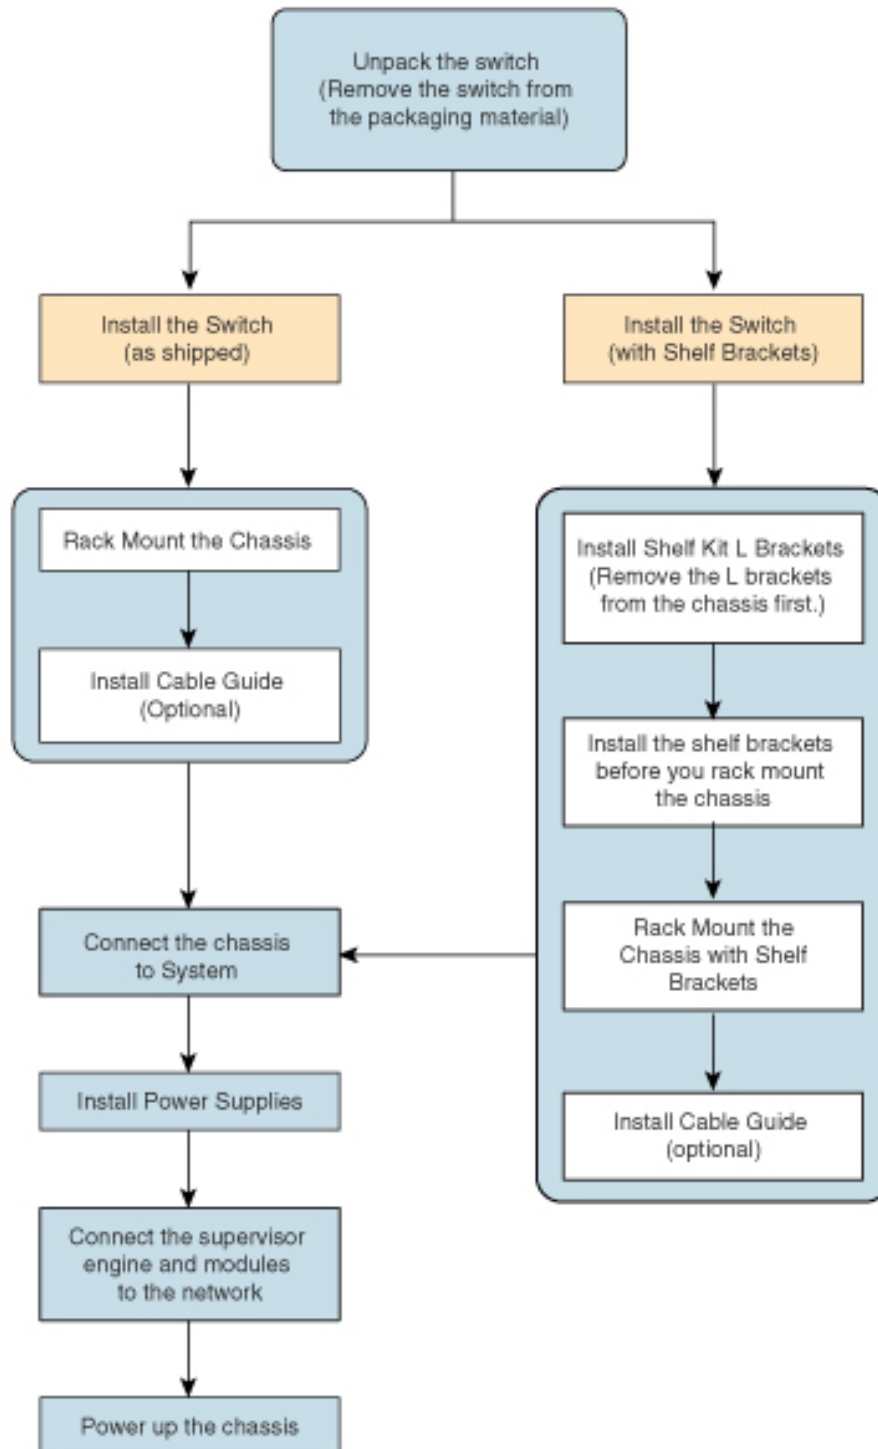 Unpack the switch
(Remove the switch from
the packaging material)
Install the Switch
(as shipped)
Install the Switch
(with Shelf Brackets)
Rack Mount the Chassis
Install Cable Guide
(Optional)
Install Shelf Kit L Brackets
(Remove the L brackets
from the chassis first.)
Install the shelf brackets
before you rack mount
the chassis
Rack Mount the
Chassis with Shelf
Brackets
Install Cable Guide
(optional)
Connect the chassis
to System
Install Power Supplies
Connect the supervisor
engine and modules
to the network
Power up the chassis